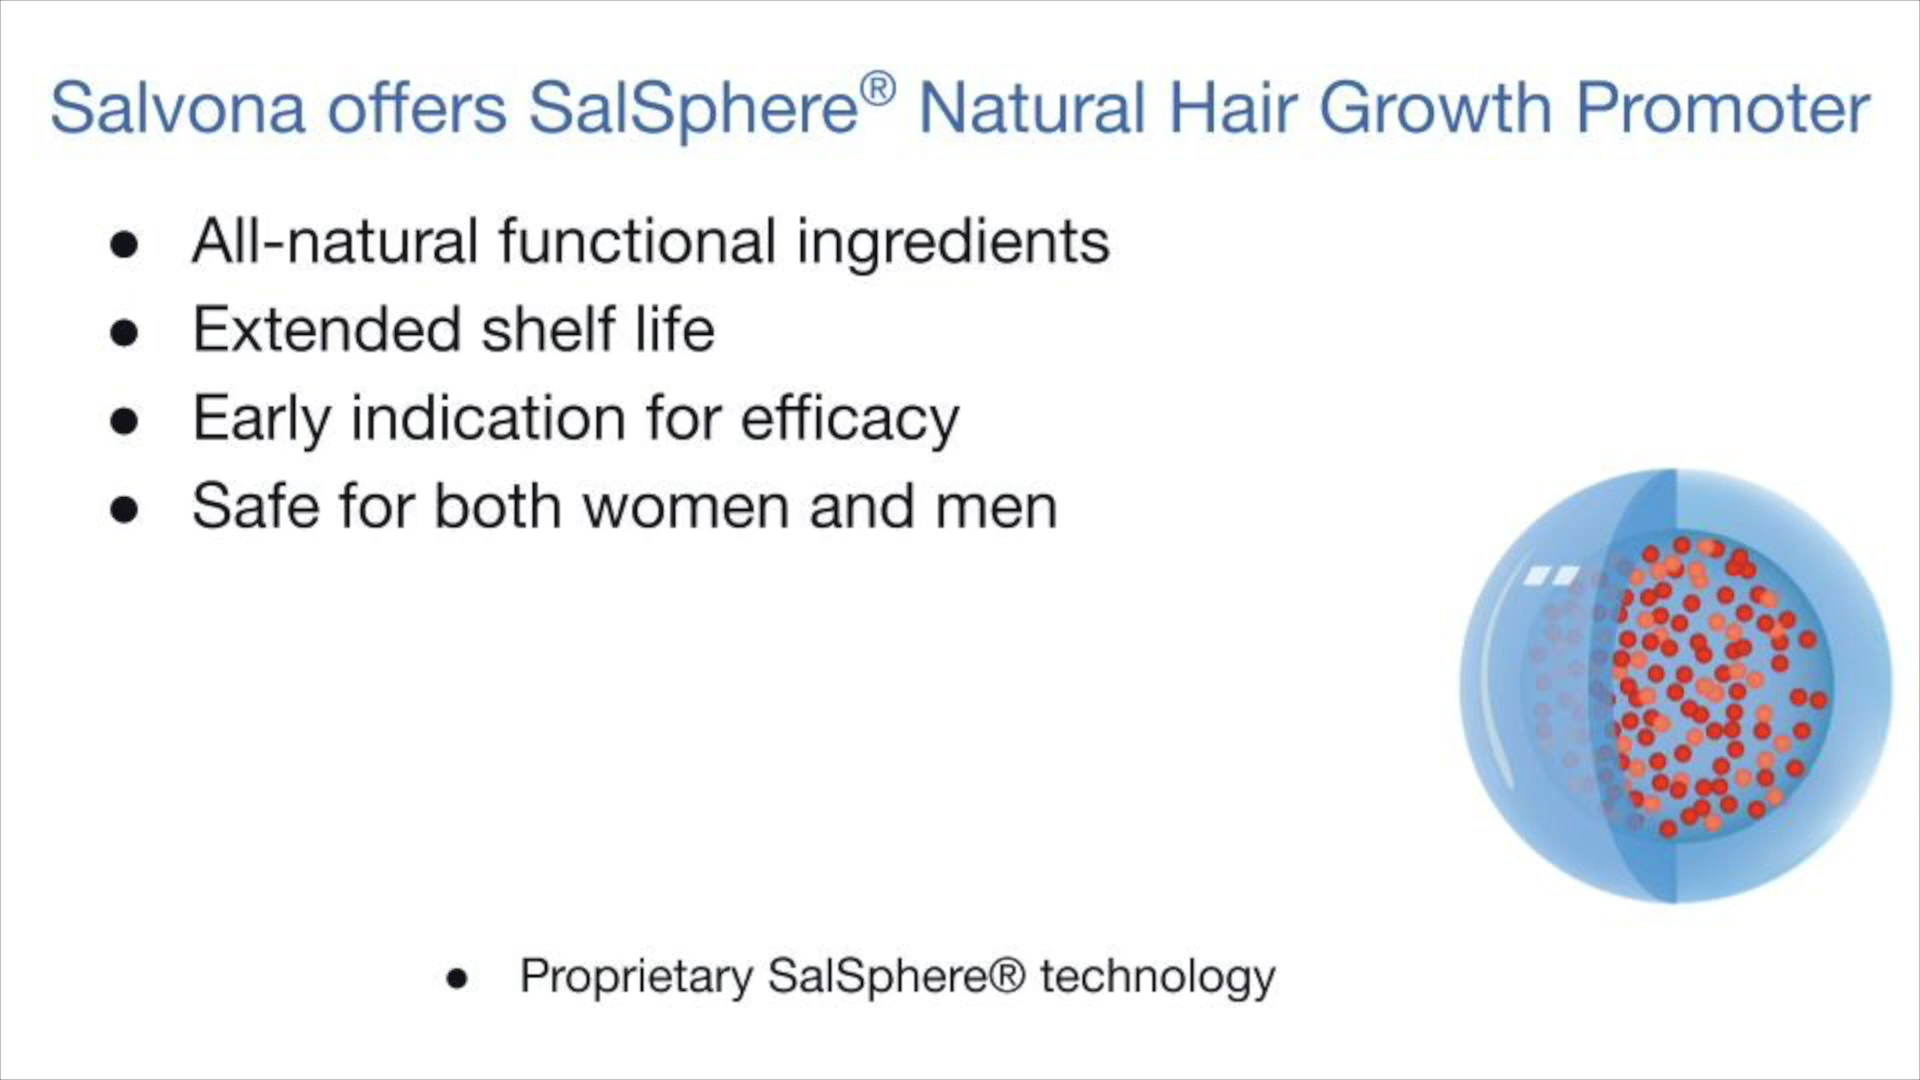 Salvona offers SalSphere® Natural Hair Growth Promoter
● All-natural functional ingredients
● Extended shelf life
● Early indication for efficacy
● Safe for both women and men
● Proprietary SalSphere® technology